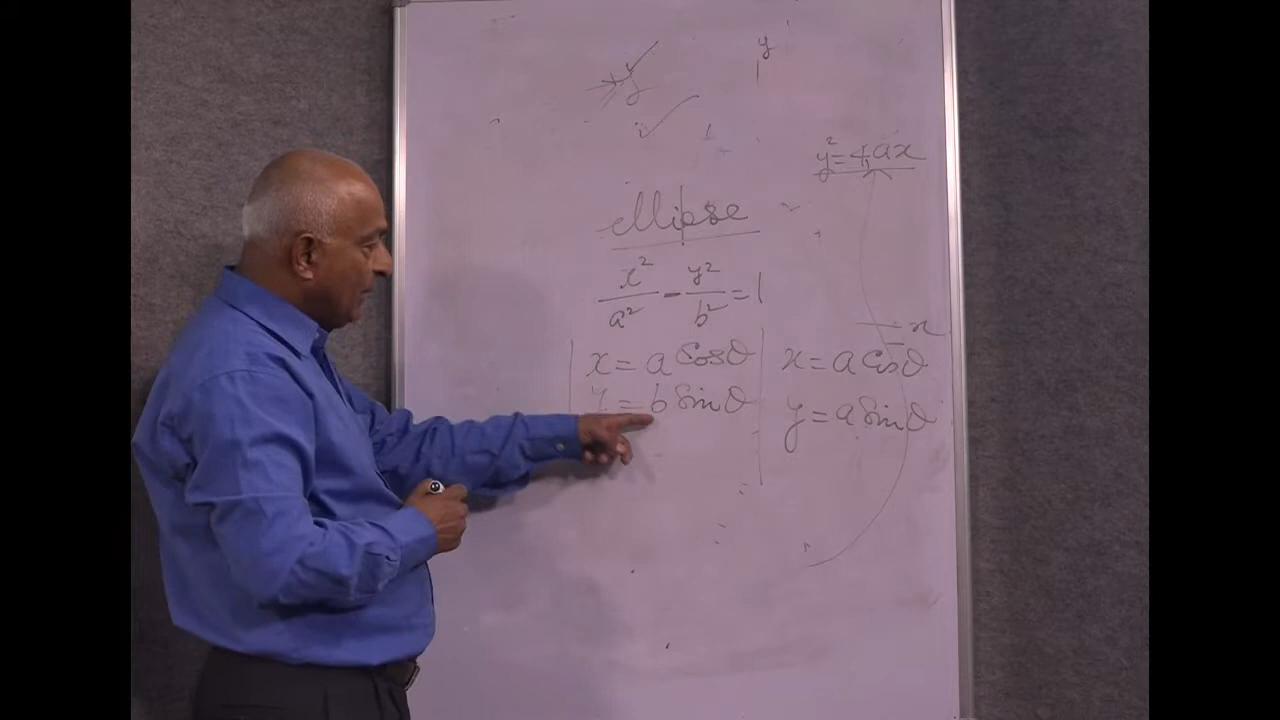 y
y
i
y² = 4ax
ellipse
x²/a² - y²/b² = 1
x
x = a Cosθ
x = a Cosθ
y = b Sinθ
y = a Sinθ